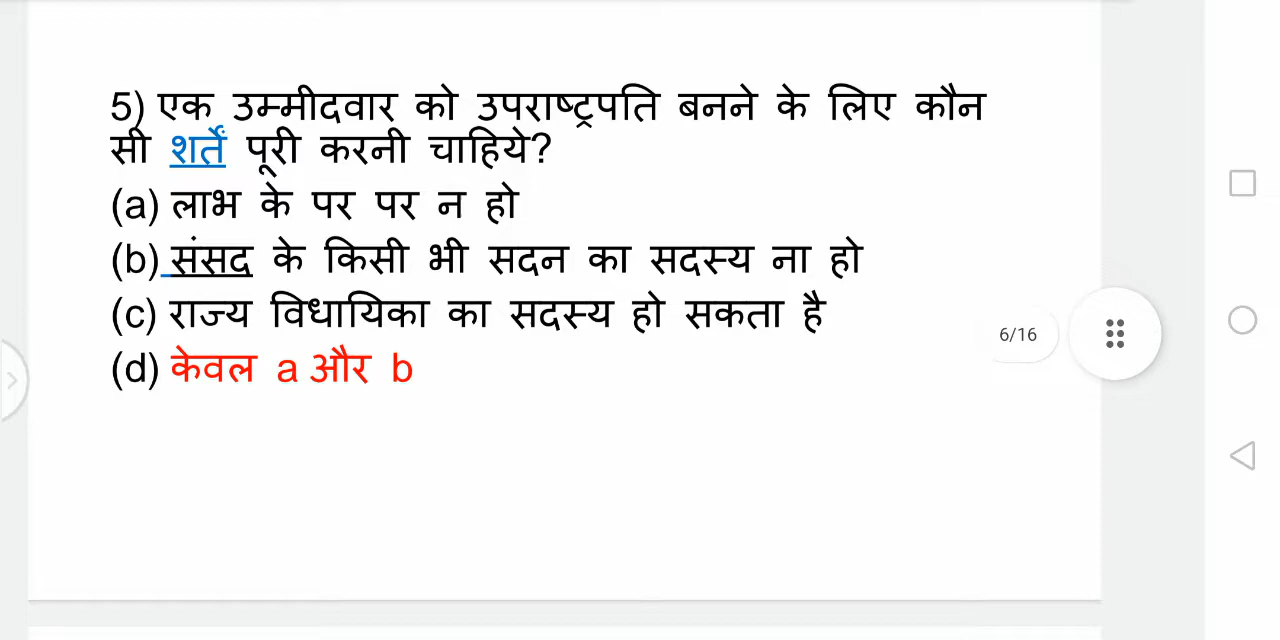 5) एक उम्मीदवार को उपराष्ट्रपति बनने के लिए कौन
सी शर्तें पूरी करनी चाहिये?
(a) लाभ के पर पर न हो
(b) संसद के किसी भी सदन का सदस्य ना हो
(c) राज्य विधायिका का सदस्य हो सकता है
(d) केवल a और b
6/16